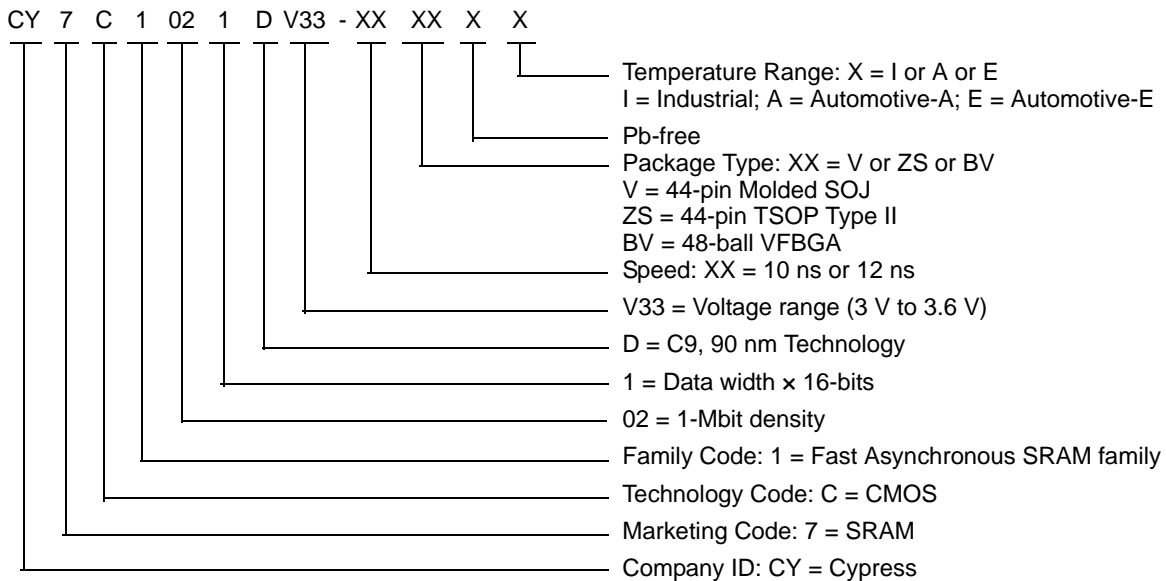 CY 7 C 1 02 1 D V33 - XX XX X X
Temperature Range: X = I or A or E
I = Industrial; A = Automotive-A; E = Automotive-E
Pb-free
Package Type: XX = V or ZS or BV
V = 44-pin Molded SOJ
ZS = 44-pin TSOP Type II
BV = 48-ball VFBGA
Speed: XX = 10 ns or 12 ns
V33 = Voltage range (3 V to 3.6 V)
D = C9, 90 nm Technology
1 = Data width × 16-bits
02 = 1-Mbit density
Family Code: 1 = Fast Asynchronous SRAM family
Technology Code: C = CMOS
Marketing Code: 7 = SRAM
Company ID: CY = Cypress